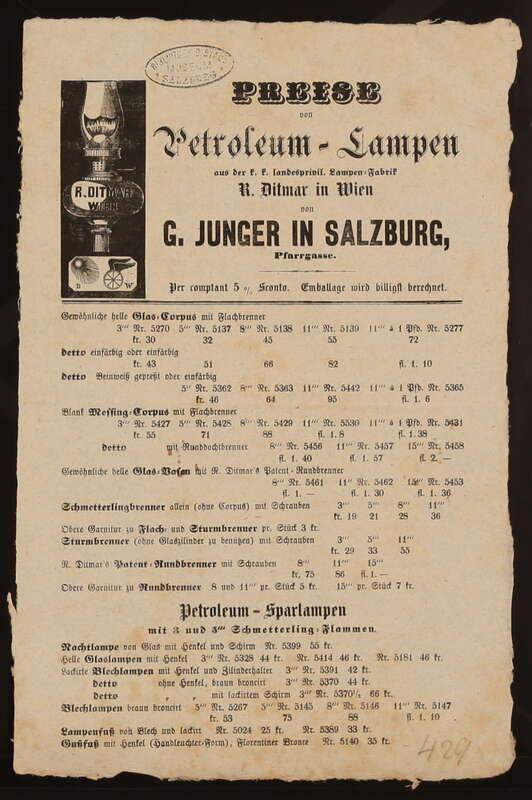 PREISE
von
Petroleum-Lampen
aus der k. k. landesprivil. Lampen-Fabrik
R. Ditmar in Wien
von
G. JUNGER IN SALZBURG,
Pfarrgasse.
Per comptant 5 % Sconto. Emballage wird billigst berechnet.
R. DITMAR
WIEN
D W
MUSEUM
SALZBURG
Gewöhnliche helle Glas-Corpus mit Flachbrenner
3''' Nr. 5270 5''' Nr. 5137 8''' Nr. 5138 11''' Nr. 5139 11''' à 1 Pfd. Nr. 5277
kr. 30 32 45 55 72
detto einfärbig oder einfärbig
kr. 43 51 66 82 fl. 1. 10
detto Beinweiß gepreßt oder einfärbig
5'' Nr. 5362 8''' Nr. 5363 11''' Nr. 5442 11''' à 1 Pfd. Nr. 5365
kr. 46 64 95 fl. 1. 6
Blank Messing-Corpus mit Flachbrenner
3''' Nr. 5427 5''' Nr. 5428 8''' Nr. 5429 11''' Nr. 5530 11''' à 1 Pfd. Nr. 5431
kr. 55 71 88 fl. 1. 8 fl. 1. 38
detto mit Runddochtbrenner 8''' Nr. 5456 11''' Nr. 5457 15''' Nr. 5458
fl. 1. 40 fl. 1. 57 fl. 2. —
Gewöhnliche helle Glas-Vasen mit R. Ditmar's Patent-Rundbrenner
8''' Nr. 5461 11'' Nr. 5462 15''' Nr. 5453
fl. 1. — fl. 1. 30 fl. 1. 36
Schmetterlingbrenner allein (ohne Corpus) mit Schrauben 3''' 5''' 8''' 11'''
kr. 19 21 28 36
Obere Garnitur zu Flach- und Sturmbrenner pr. Stück 3 kr.
Sturmbrenner (ohne Glaszilinder zu benützen) mit Schrauben 3''' 5''' 11'''
kr. 29 33 55
R. Ditmar's Patent-Rundbrenner mit Schrauben 8''' 11''' 15'''
kr. 75 86 fl. 1. —
Obere Garnitur zu Rundbrenner 8 und 11''' pr. Stück 5 kr. 15''' pr. Stück 7 kr.
Petroleum-Sparlampen
mit 3 und 5''' Schmetterling-Flammen.
Nachtlampe von Glas mit Henkel und Schirm Nr. 5399 55 kr.
Helle Glaslampen mit Henkel 3''' Nr. 5328 44 kr. Nr. 5414 46 kr. Nr. 5181 46 kr.
Lackirte Blechlampen mit Henkel und Zilinderhalter 3''' Nr. 5391 42 kr.
detto ohne Henkel, braun broncirt 3''' Nr. 5370 44 kr.
detto mit lackirtem Schirm 3''' Nr. 5370½ 66 kr.
Blechlampen braun broncirt 5''' Nr. 5267 5''' Nr. 5145 8''' Nr. 5146 11''' Nr. 5147
kr. 53 75 88 fl. 1. 10
Lampenfuß von Blech und lackirt Nr. 5024 25 kr. Nr. 5389 33 kr.
Gußfuß mit Henkel (Handleuchter-Form), Florentiner Bronce Nr. 5140 35 kr.
429